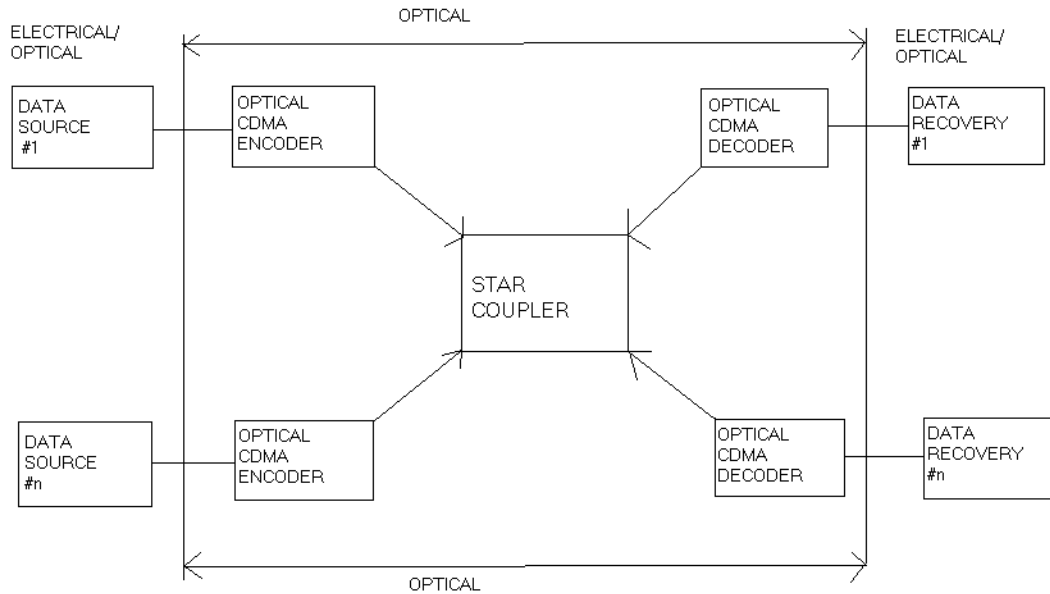 OPTICAL
ELECTRICAL/
OPTICAL
ELECTRICAL/
OPTICAL
DATA
SOURCE
#1
OPTICAL
CDMA
ENCODER
OPTICAL
CDMA
DECODER
DATA
RECOVERY
#1
STAR
COUPLER
DATA
SOURCE
#n
OPTICAL
CDMA
ENCODER
OPTICAL
CDMA
DECODER
DATA
RECOVERY
#n
OPTICAL